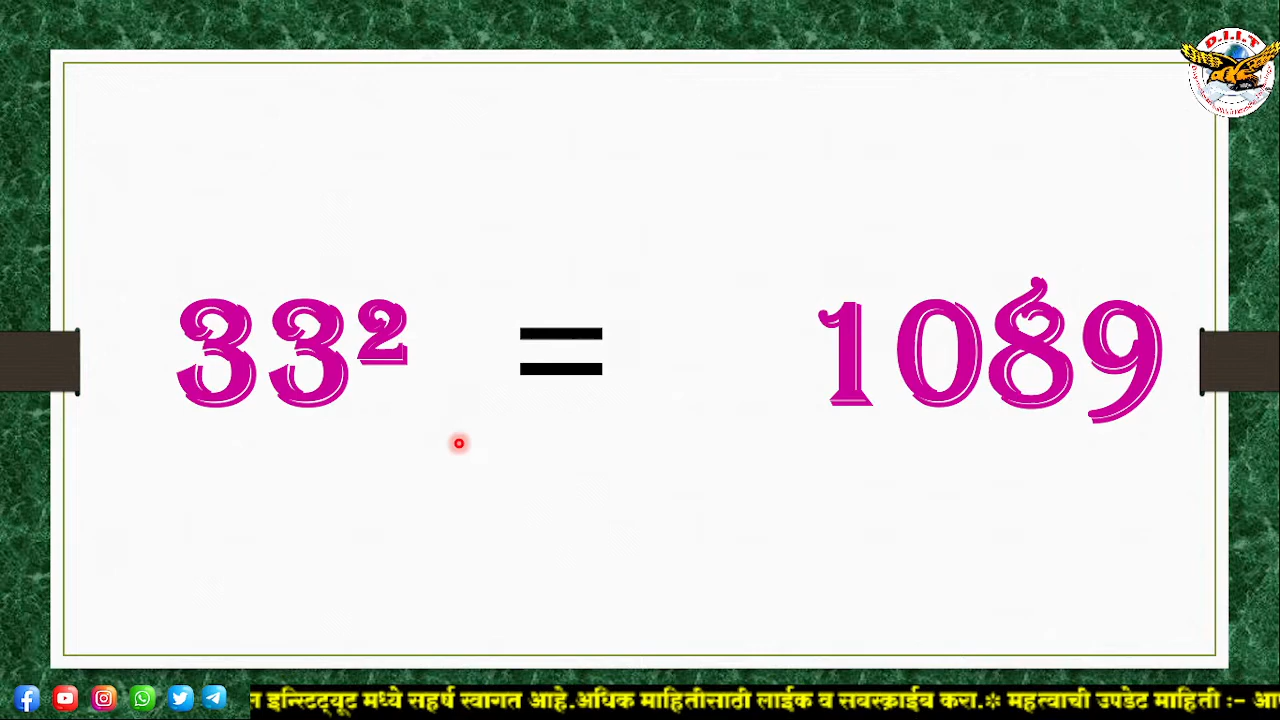 D.I.I.T
33² = 1089
न इन्स्टिट्यूट मध्ये सहर्ष स्वागत आहे.अधिक माहितीसाठी लाईक व सबस्क्राईब करा.❊ महत्वाची उपडेट माहिती :- आ